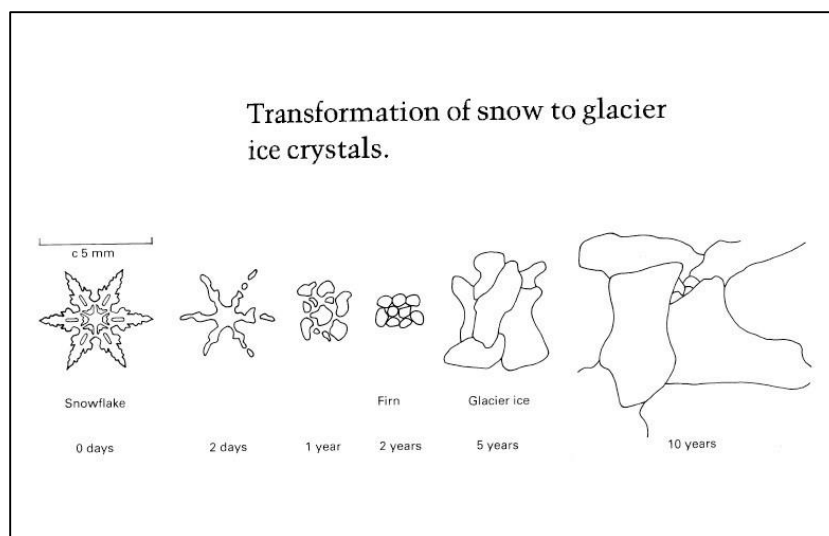 Transformation of snow to glacier
ice crystals.
c 5 mm
Snowflake
Firn
Glacier ice
0 days
2 days
1 year
2 years
5 years
10 years